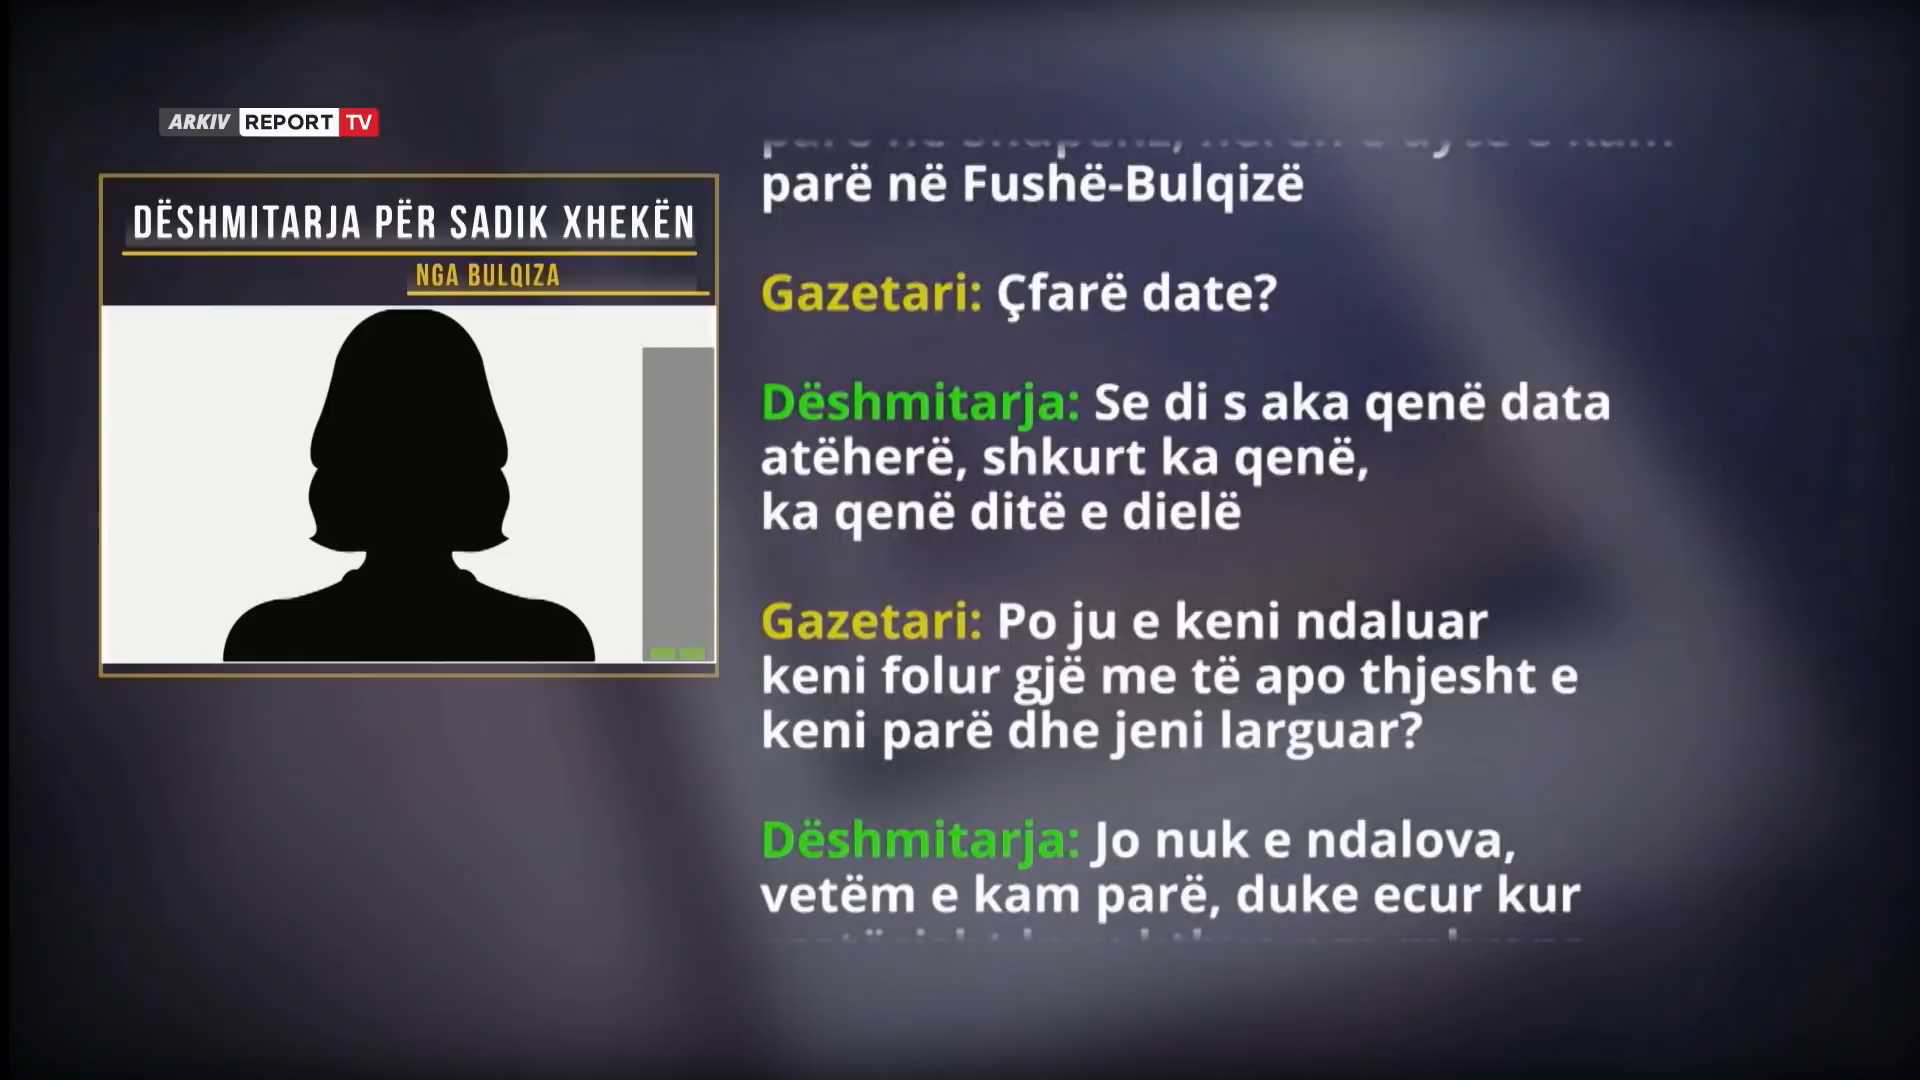 ARKIV REPORT TV
DËSHMITARJA PËR SADIK XHEKËN
NGA BULQIZA
parë në Fushë-Bulqizë
Gazetari: Çfarë date?
Dëshmitarja: Se di s aka qenë data
atëherë, shkurt ka qenë,
ka qenë ditë e dielë
Gazetari: Po ju e keni ndaluar
keni folur gjë me të apo thjesht e
keni parë dhe jeni larguar?
Dëshmitarja: Jo nuk e ndalova,
vetëm e kam parë, duke ecur kur